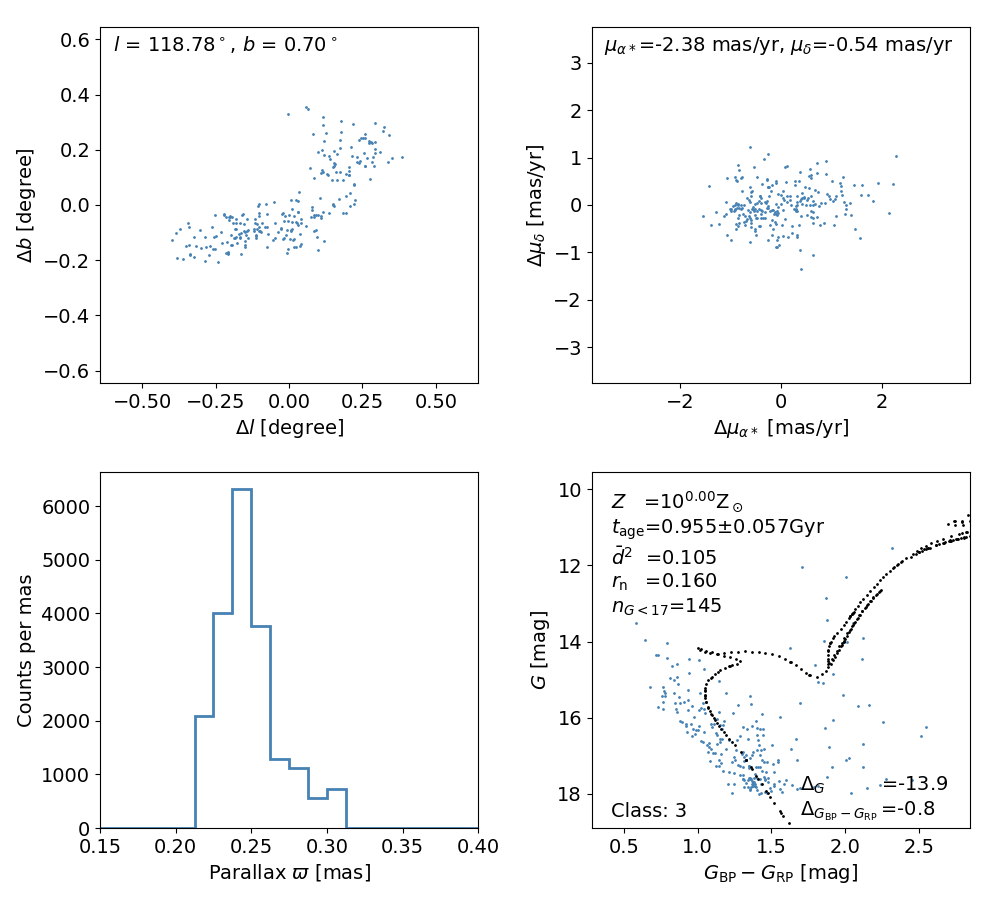 l = 118.78°, b = 0.70°
0.6
0.4
0.2
0.0
−0.2
−0.4
−0.6
Δb [degree]
−0.50 −0.25 0.00 0.25 0.50
Δl [degree]
μα∗=-2.38 mas/yr, μδ=-0.54 mas/yr
3
2
1
0
−1
−2
−3
Δμδ [mas/yr]
−2 0 2
Δμα∗ [mas/yr]
6000
5000
4000
3000
2000
1000
0
Counts per mas
0.15 0.20 0.25 0.30 0.35 0.40
Parallax ϖ [mas]
Z =10^0.00Z⊙
t_age=0.955±0.057Gyr
d̄² =0.105
r_n =0.160
n_G<17=145
Δ_G =-13.9
Δ_G_BP−G_RP =-0.8
Class: 3
10
12
14
16
18
G [mag]
0.5 1.0 1.5 2.0 2.5
G_BP − G_RP [mag]